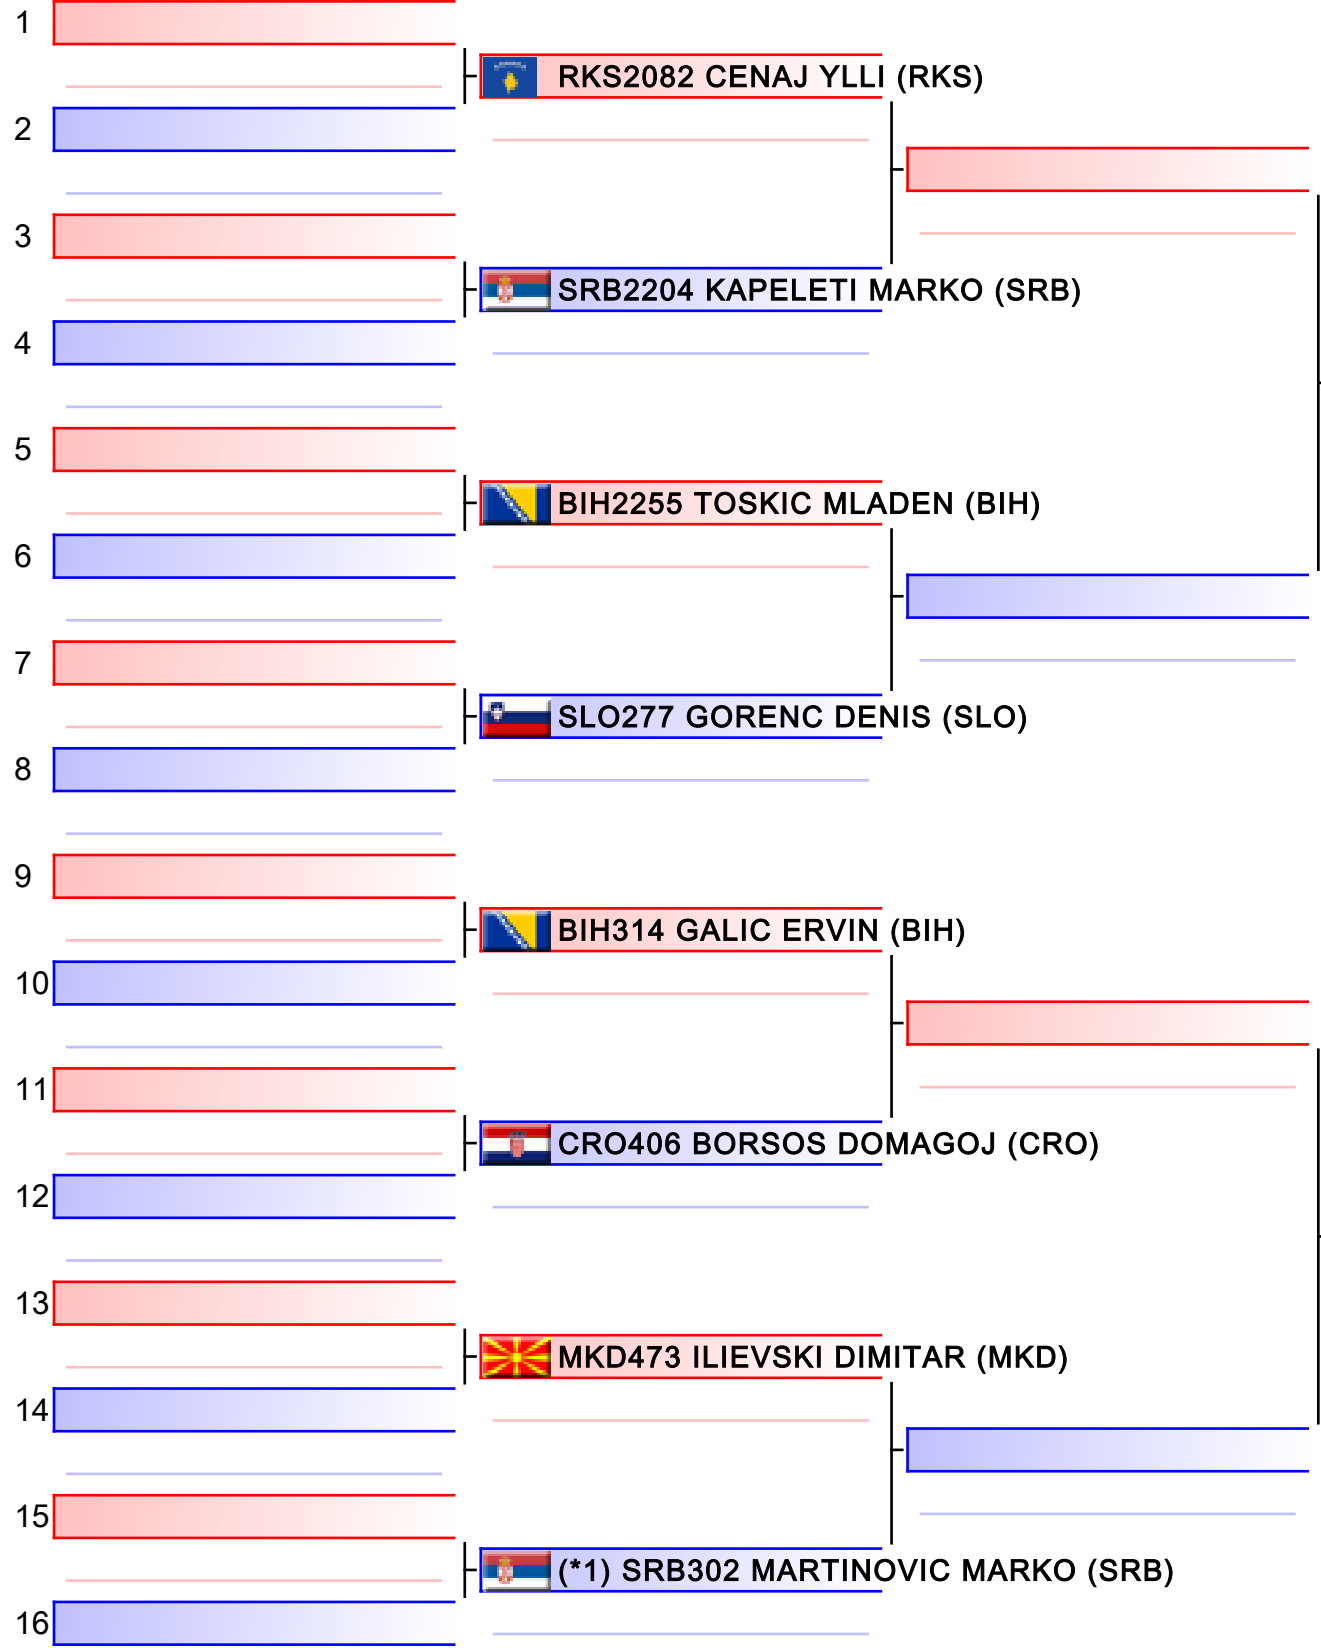 1
RKS2082 CENAJ YLLI (RKS)
2
3
SRB2204 KAPELETI MARKO (SRB)
4
5
BIH2255 TOSKIC MLADEN (BIH)
6
7
SLO277 GORENC DENIS (SLO)
8
9
BIH314 GALIC ERVIN (BIH)
10
11
CRO406 BORSOS DOMAGOJ (CRO)
12
13
MKD473 ILIEVSKI DIMITAR (MKD)
14
15
(*1) SRB302 MARTINOVIC MARKO (SRB)
16